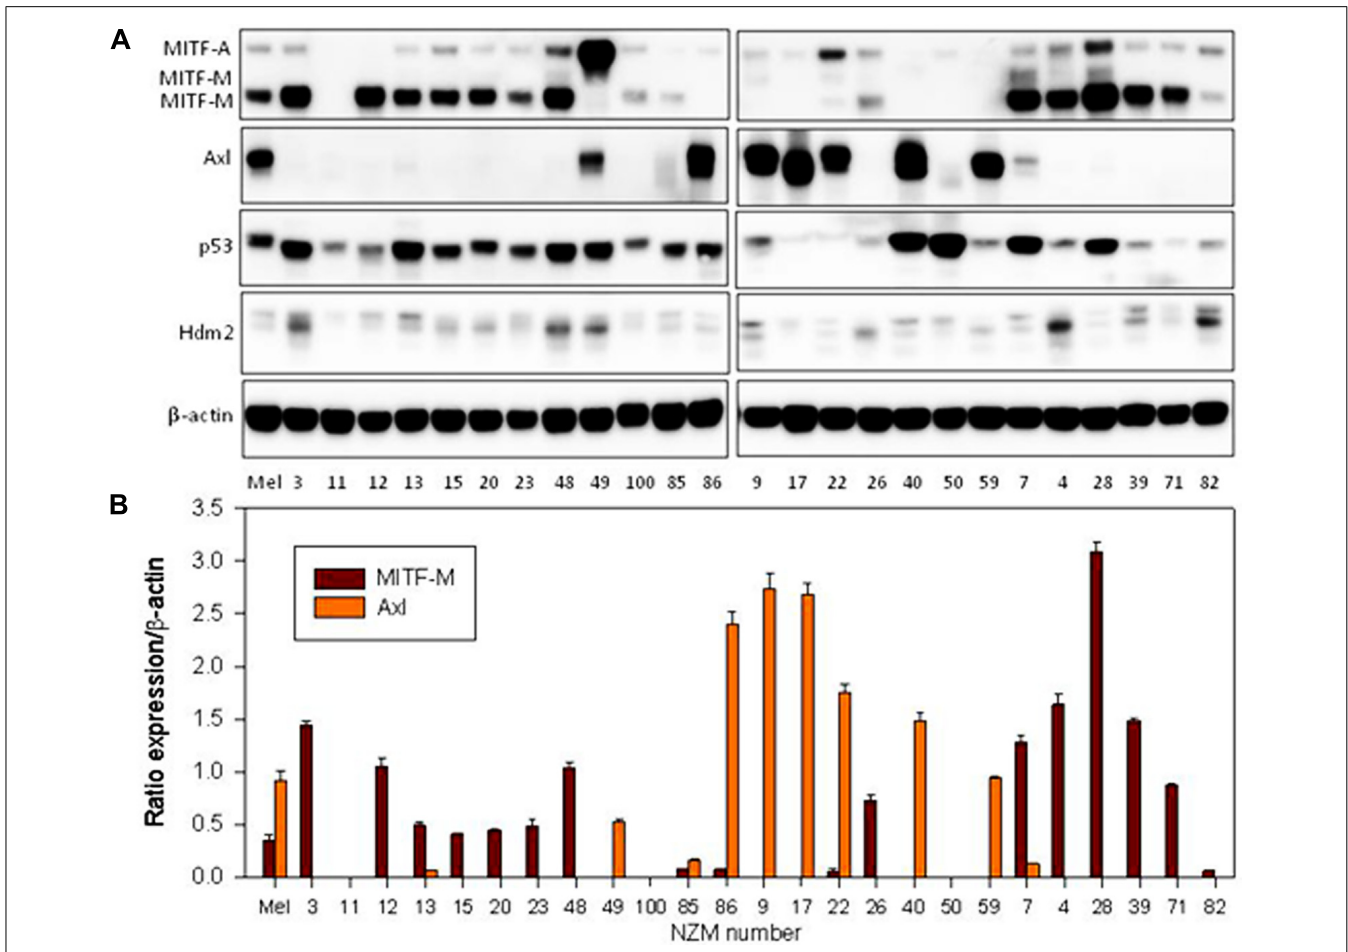 A
MITF-A
MITF-M
MITF-M
Axl
p53
Hdm2
β-actin
Mel 3 11 12 13 15 20 23 48 49 100 85 86 9 17 22 26 40 50 59 7 4 28 39 71 82
B
3.5
3.0
2.5
2.0
1.5
1.0
0.5
0.0
Ratio expression/β-actin
MITF-M
Axl
Mel 3 11 12 13 15 20 23 48 49 100 85 86 9 17 22 26 40 50 59 7 4 28 39 71 82
NZM number